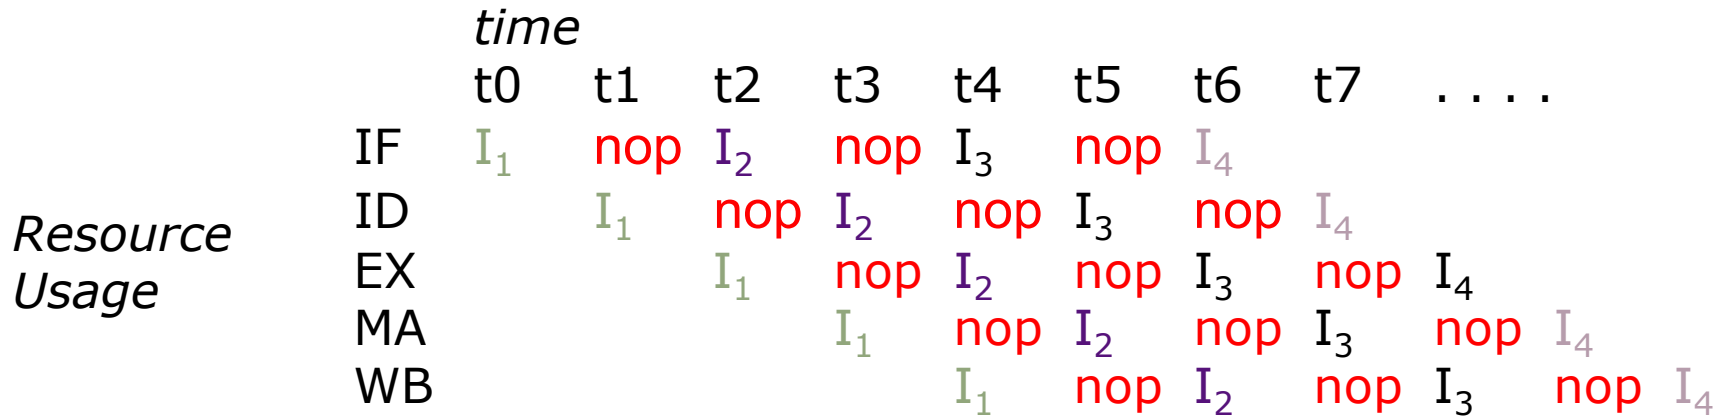 time
t0 t1 t2 t3 t4 t5 t6 t7 . . . .
IF I₁ nop I₂ nop I₃ nop I₄
ID I₁ nop I₂ nop I₃ nop I₄
Resource
Usage
EX I₁ nop I₂ nop I₃ nop I₄
MA I₁ nop I₂ nop I₃ nop I₄
WB I₁ nop I₂ nop I₃ nop I₄